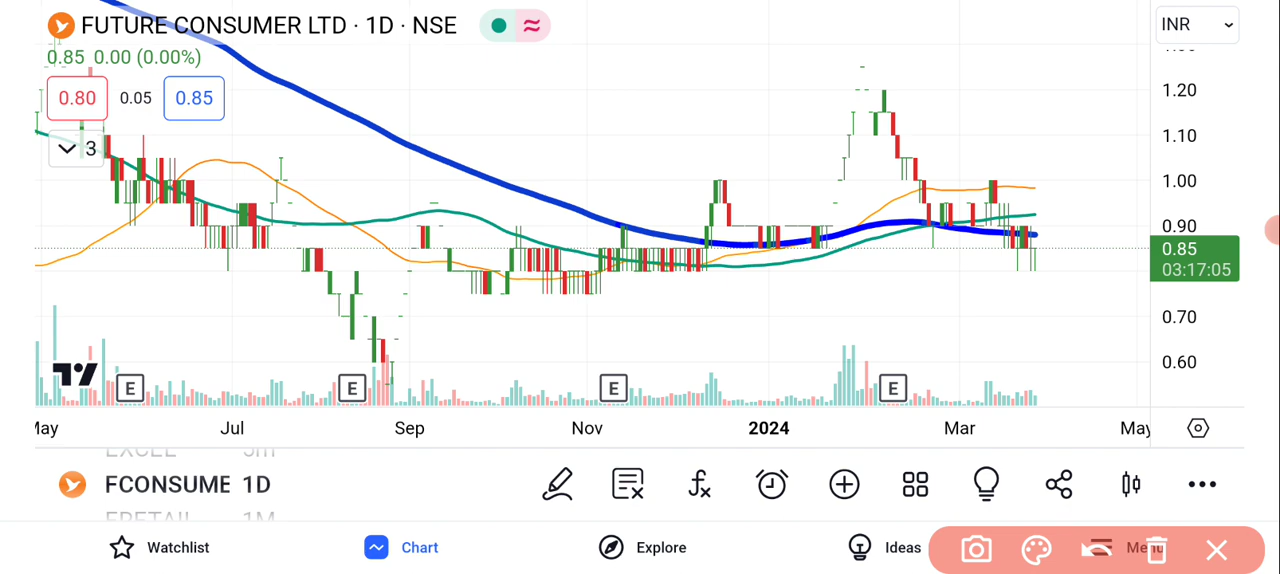 FUTURE CONSUMER LTD · 1D · NSE
INR
0.85 0.00 (0.00%)
0.80 0.05 0.85
3
1.20
1.10
1.00
0.90
0.85
03:17:05
0.70
0.60
E E E E
May Jul Sep Nov 2024 Mar May
FCONSUME 1D
Watchlist Chart Explore Ideas Menu